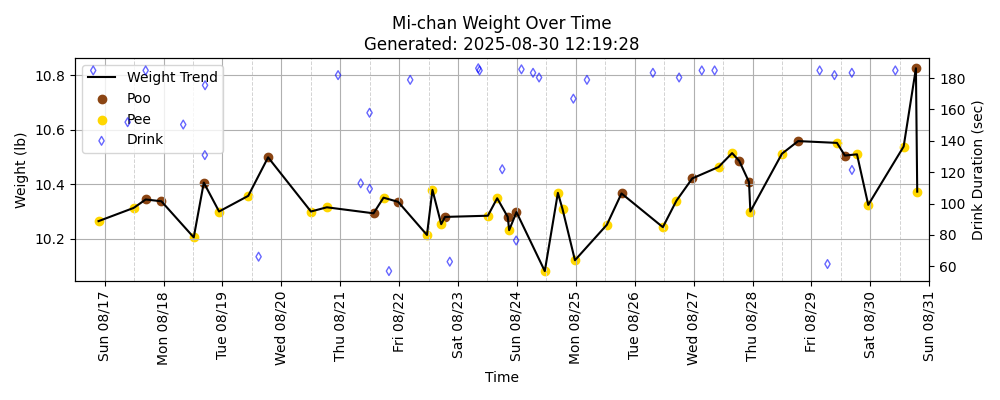 Mi-chan Weight Over Time
Generated: 2025-08-30 12:19:28
Weight (lb)
10.8
10.6
10.4
10.2
Weight Trend
Poo
Pee
Drink
180
160
140
120
100
80
60
Drink Duration (sec)
Sun 08/17
Mon 08/18
Tue 08/19
Wed 08/20
Thu 08/21
Fri 08/22
Sat 08/23
Sun 08/24
Mon 08/25
Tue 08/26
Wed 08/27
Thu 08/28
Fri 08/29
Sat 08/30
Sun 08/31
Time